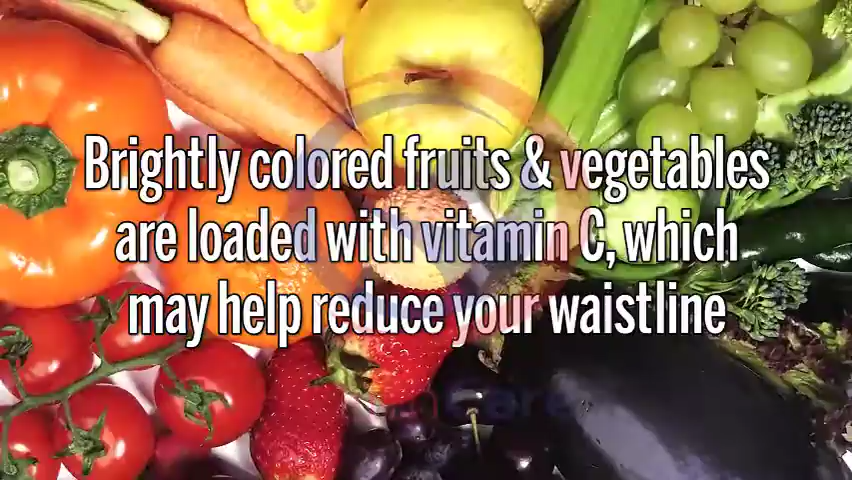 Brightly colored fruits & vegetables
are loaded with vitamin C, which
may help reduce your waistline